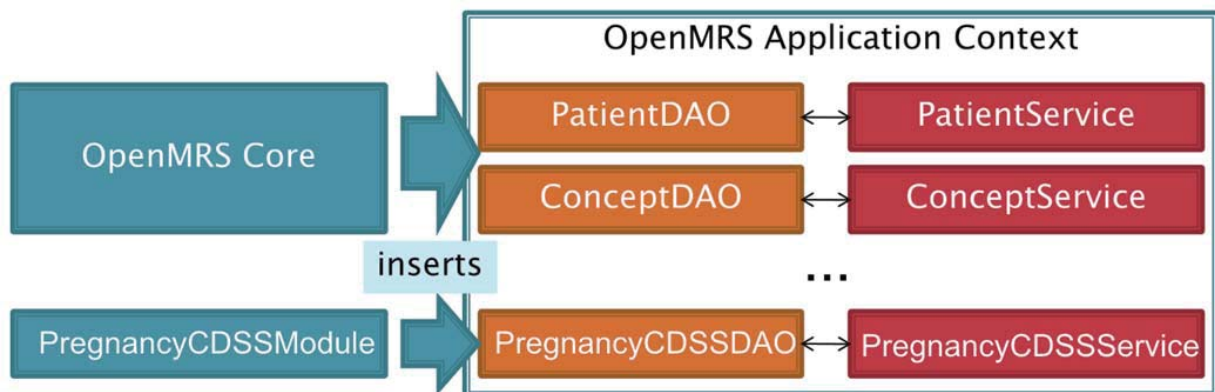 OpenMRS Application Context
OpenMRS Core
PatientDAO
PatientService
ConceptDAO
ConceptService
inserts
...
PregnancyCDSSModule
PregnancyCDSSDAO
PregnancyCDSSService